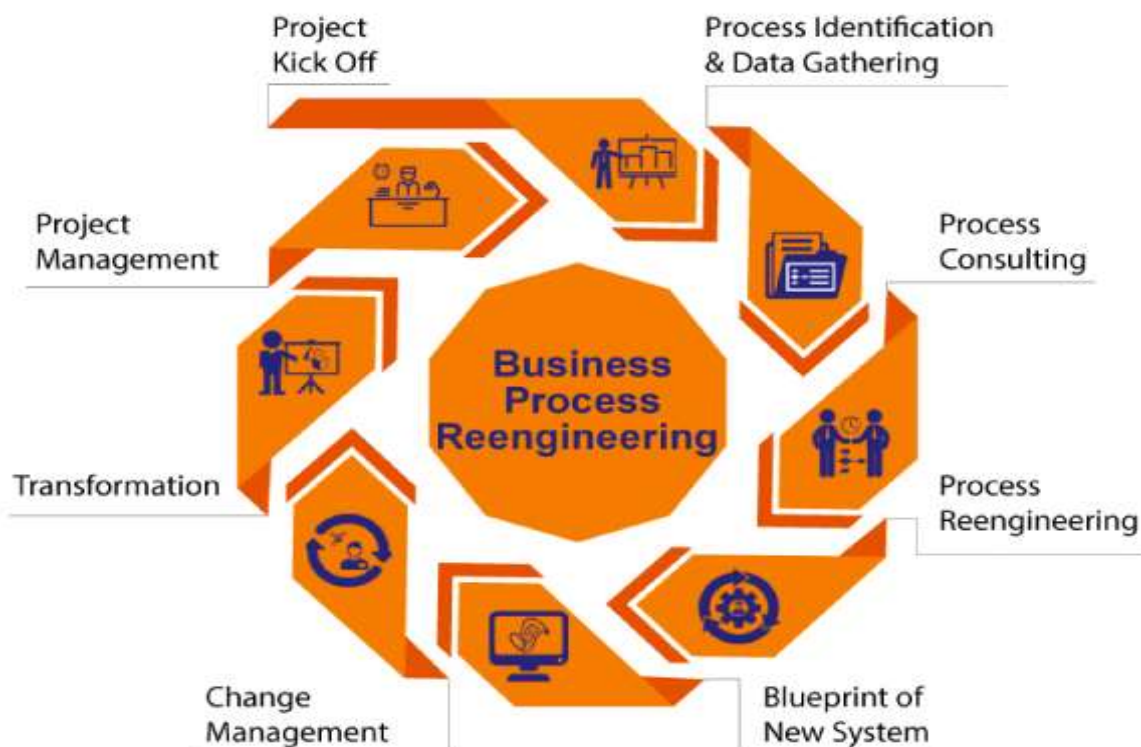 Project
Kick Off
Process Identification
& Data Gathering
Process
Consulting
Process
Reengineering
Blueprint of
New System
Change
Management
Transformation
Project
Management
Business
Process
Reengineering